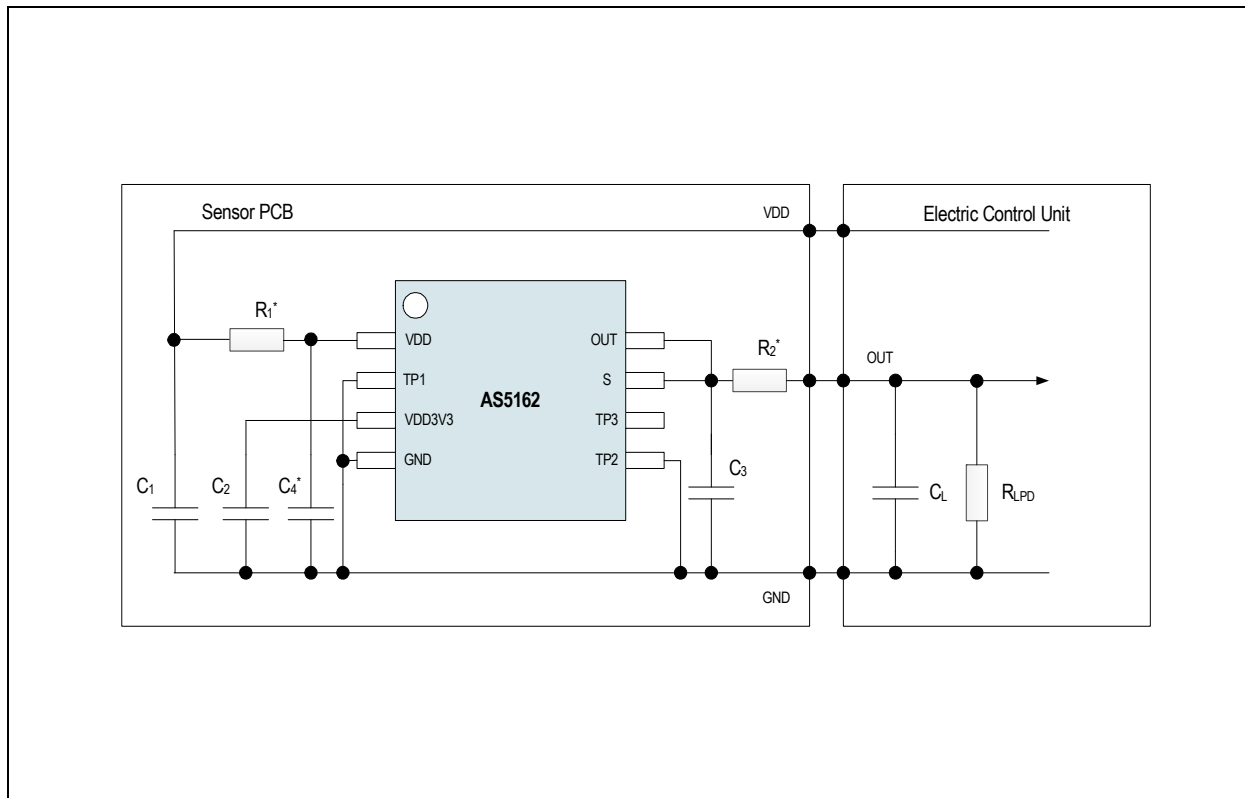 Sensor PCB
VDD
Electric Control Unit
R1*
VDD
OUT
R2*
OUT
TP1
S
AS5162
VDD3V3
TP3
GND
TP2
C1
C2
C4*
C3
CL
RLPD
GND